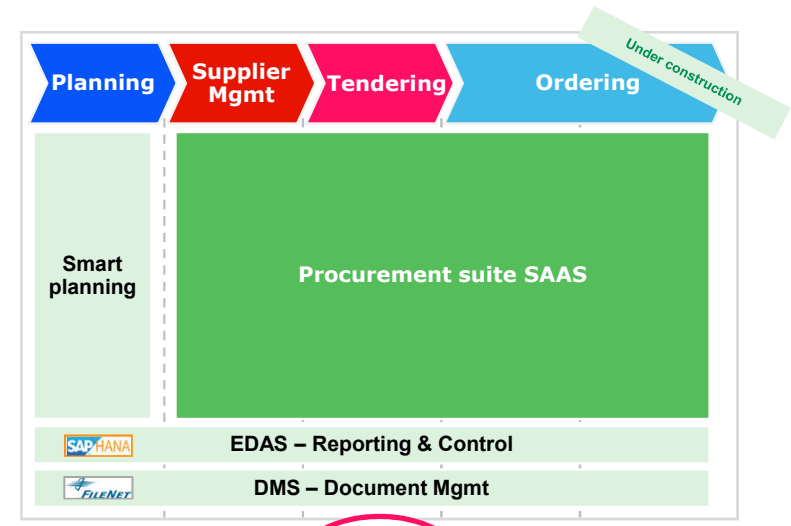 Under construction
Planning
Supplier
Mgmt
Tendering
Ordering
Smart
planning
Procurement suite SAAS
SAP HANA
EDAS – Reporting & Control
FILENET
DMS – Document Mgmt